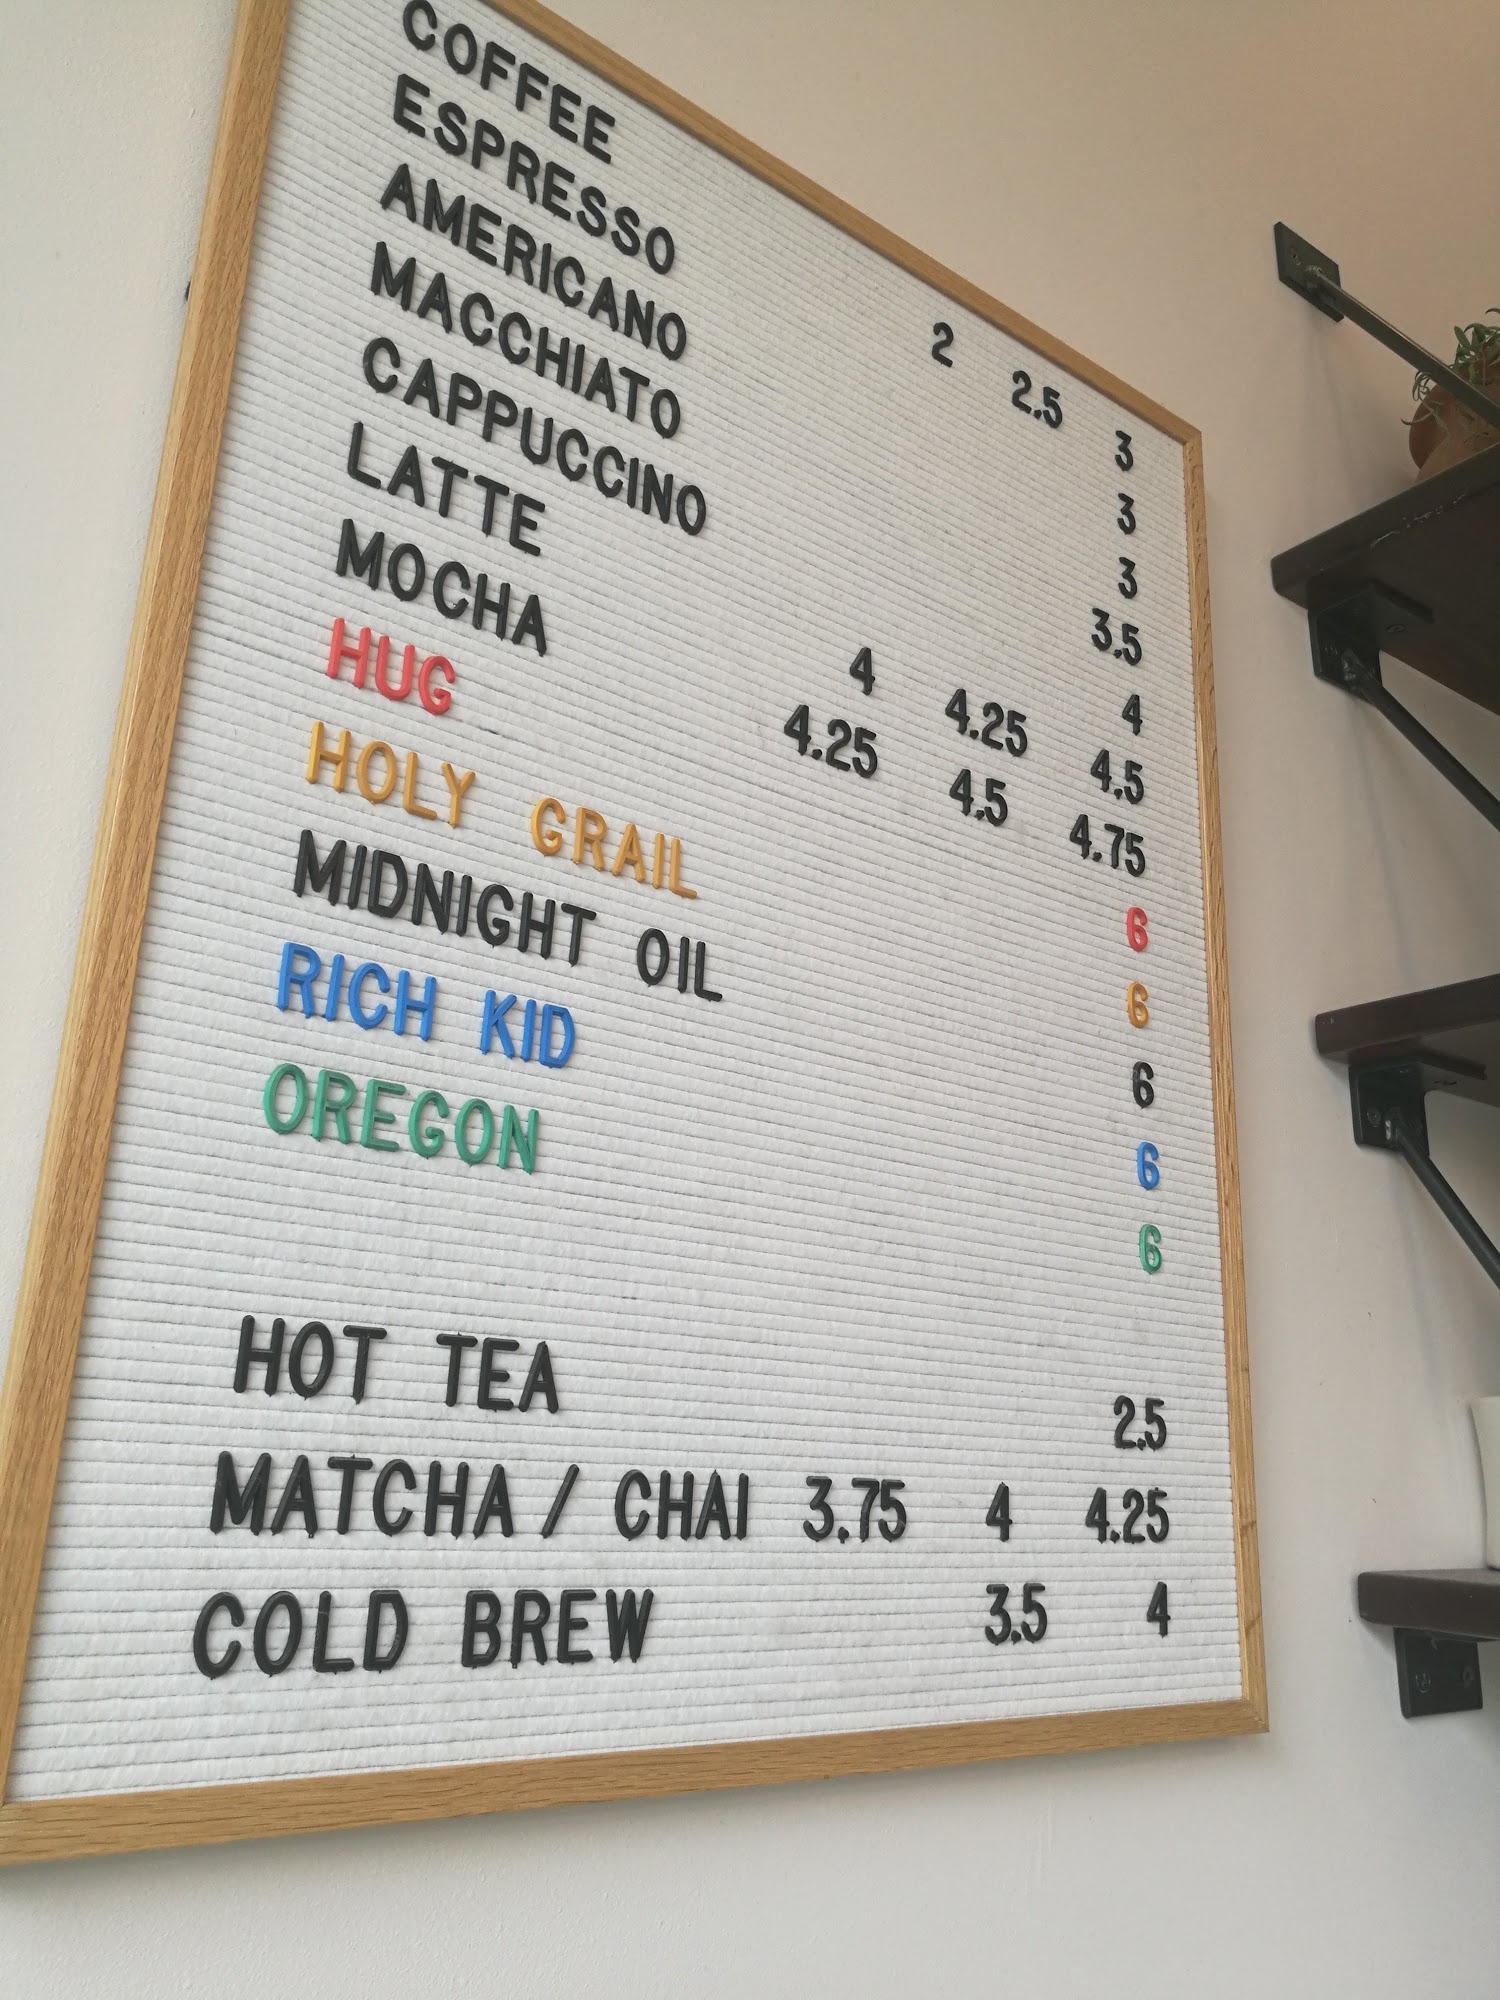 COFFEE 2 2.5 3
ESPRESSO 3
AMERICANO 3
MACCHIATO 3.5
CAPPUCCINO 4
LATTE 4 4.25 4.5
MOCHA 4.25 4.5 4.75
HUG 6
HOLY GRAIL 6
MIDNIGHT OIL 6
RICH KID 6
OREGON 6
HOT TEA 2.5
MATCHA / CHAI 3.75 4 4.25
COLD BREW 3.5 4